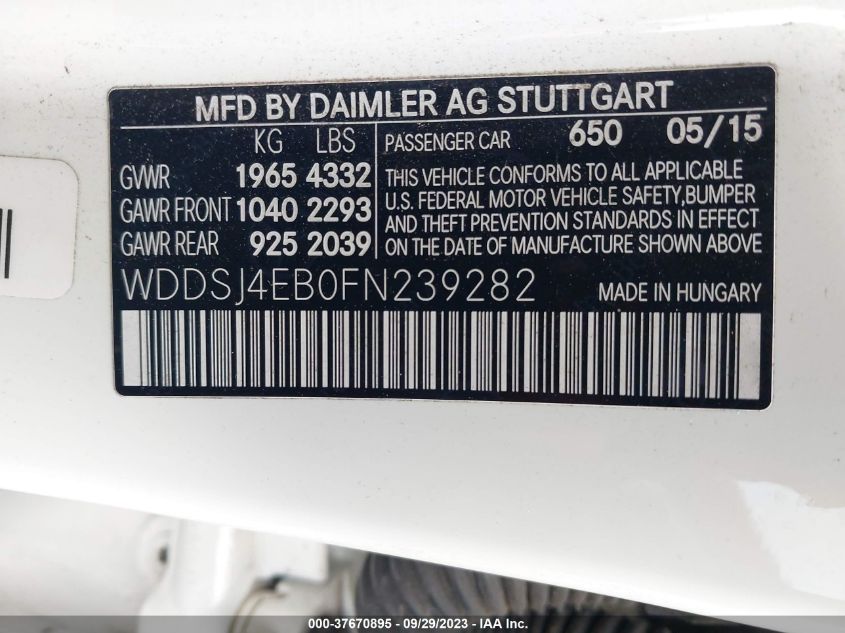 MFD BY DAIMLER AG STUTTGART
KG LBS
GVWR 1965 4332
GAWR FRONT 1040 2293
GAWR REAR 925 2039
PASSENGER CAR 650 05/15
THIS VEHICLE CONFORMS TO ALL APPLICABLE
U.S. FEDERAL MOTOR VEHICLE SAFETY,BUMPER
AND THEFT PREVENTION STANDARDS IN EFFECT
ON THE DATE OF MANUFACTURE SHOWN ABOVE
WDDSJ4EB0FN239282 MADE IN HUNGARY
000-37670895 - 09/29/2023 - IAA Inc.